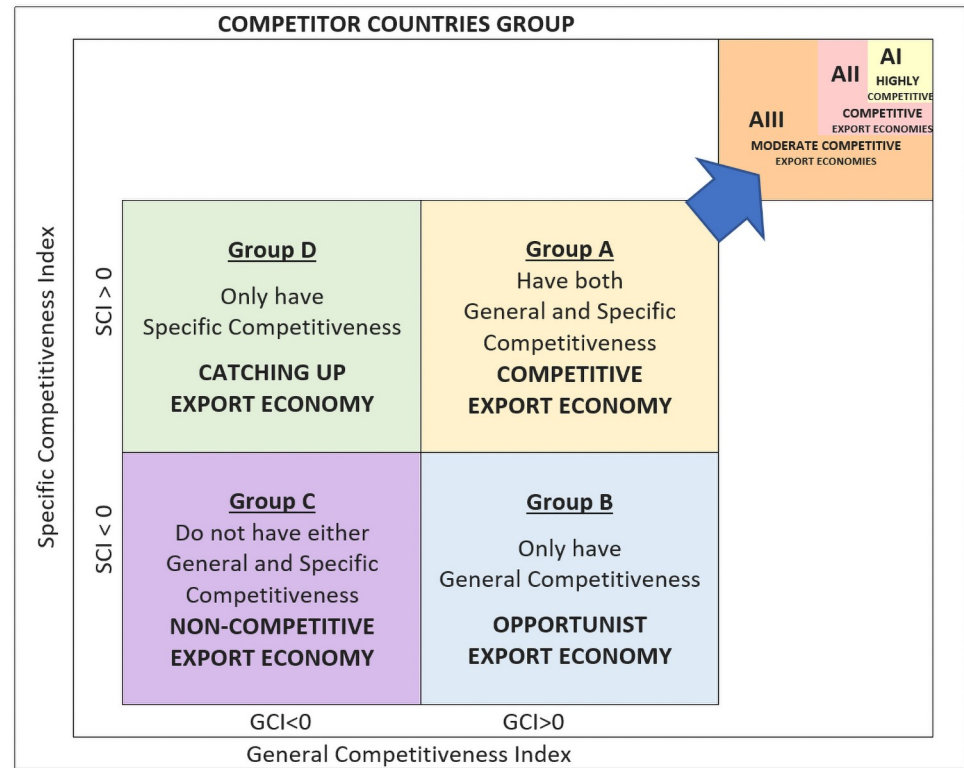 COMPETITOR COUNTRIES GROUP
AI
HIGHLY
COMPETITIVE
AII
COMPETITIVE
EXPORT ECONOMIES
AIII
MODERATE COMPETITIVE
EXPORT ECONOMIES
Specific Competitiveness Index
SCI > 0
Group D
Only have
Specific Competitiveness
CATCHING UP
EXPORT ECONOMY
Group A
Have both
General and Specific
Competitiveness
COMPETITIVE
EXPORT ECONOMY
SCI < 0
Group C
Do not have either
General and Specific
Competitiveness
NON-COMPETITIVE
EXPORT ECONOMY
Group B
Only have
General Competitiveness
OPPORTUNIST
EXPORT ECONOMY
GCI<0
GCI>0
General Competitiveness Index